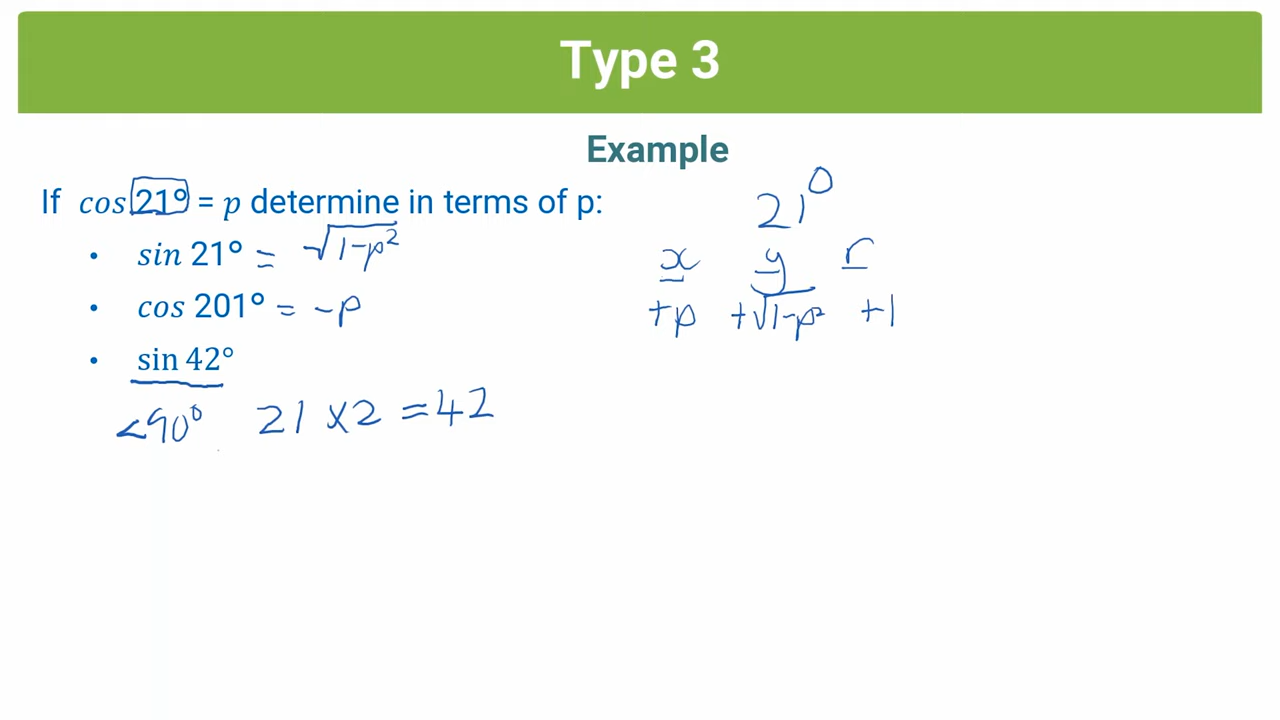 Type 3
Example
If cos 21° = p determine in terms of p:
• sin 21° = √1-p²
• cos 201° = -p
• sin 42°
<90° 21 × 2 = 42
21°
x y r
+p +√1-p² +1